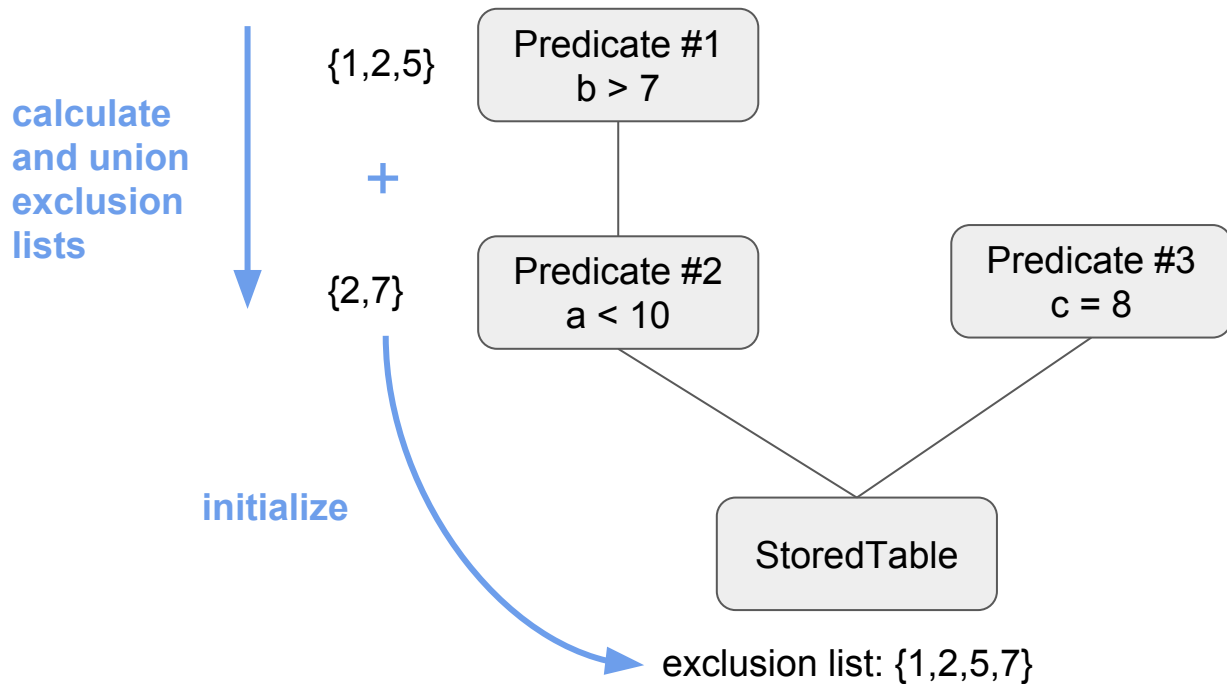 calculate
and union
exclusion
lists
{1,2,5}
+
{2,7}
Predicate #1
b > 7
Predicate #2
a < 10
Predicate #3
c = 8
initialize
StoredTable
exclusion list: {1,2,5,7}